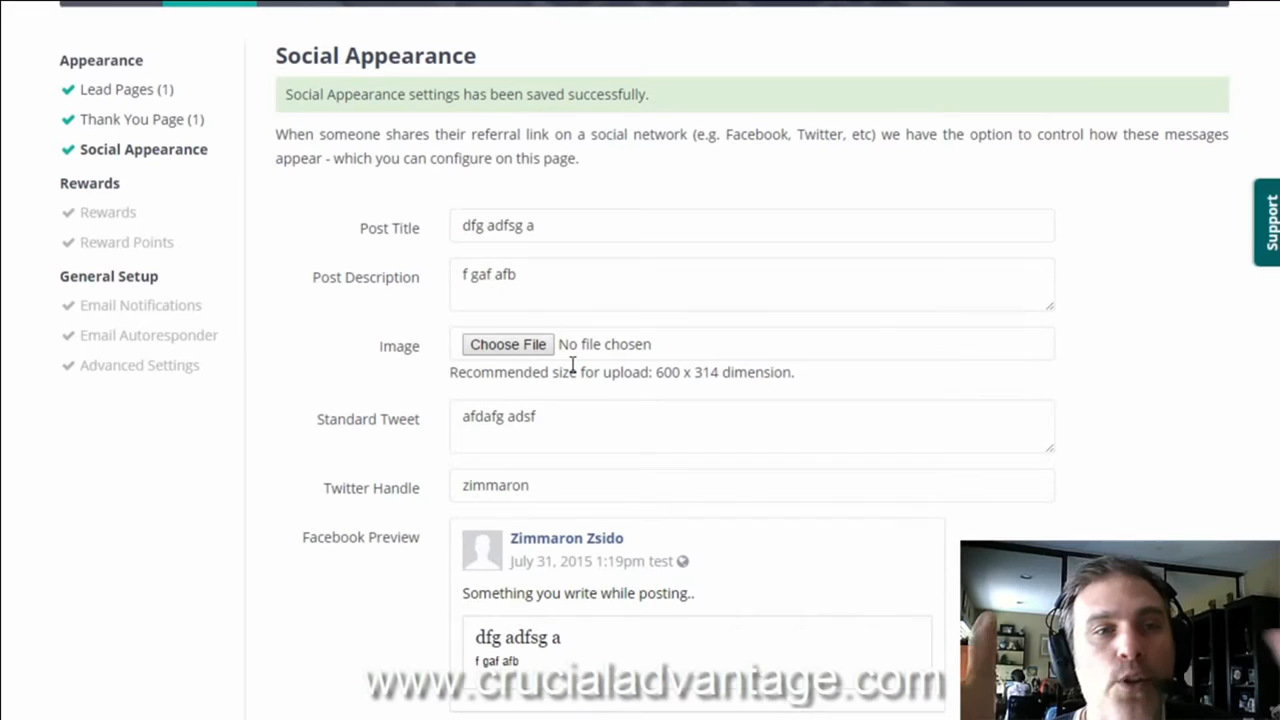 Appearance
Lead Pages (1)
Thank You Page (1)
Social Appearance
Rewards
Rewards
Reward Points
General Setup
Email Notifications
Email Autoresponder
Advanced Settings
Social Appearance
Social Appearance settings has been saved successfully.
When someone shares their referral link on a social network (e.g. Facebook, Twitter, etc) we have the option to control how these messages
appear - which you can configure on this page.
Post Title
dfg adfsg a
Post Description
f gaf afb
Image
Choose File No file chosen
Recommended size for upload: 600 x 314 dimension.
Standard Tweet
afdafg adsf
Twitter Handle
zimmaron
Facebook Preview
Zimmaron Zsido
July 31, 2015 1:19pm test
Something you write while posting..
dfg adfsg a
f gaf afb
www.crucialadvantage.com
Support